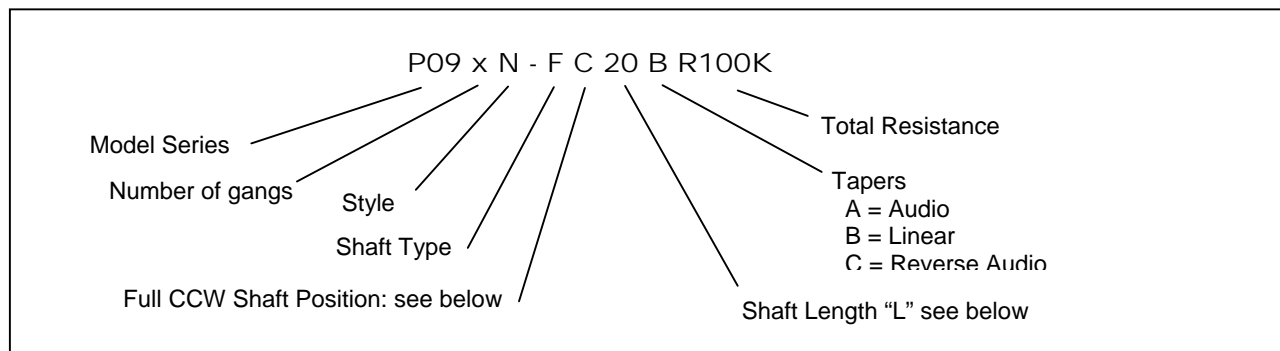 P09 x N - F C 20 B R100K
Total Resistance
Model Series
Number of gangs
Tapers
Style
A = Audio
B = Linear
Shaft Type
C = Reverse Audio
Full CCW Shaft Position: see below
Shaft Length “L” see below